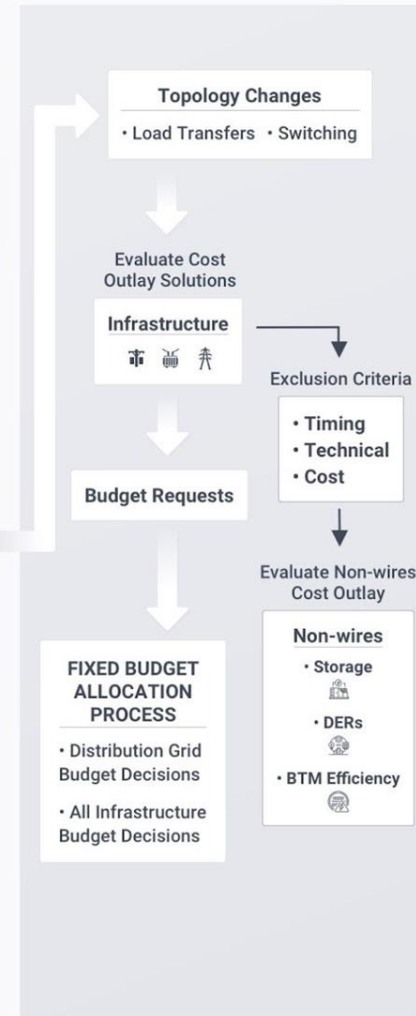 Topology Changes
• Load Transfers • Switching
Evaluate Cost
Outlay Solutions
Infrastructure
Exclusion Criteria
• Timing
• Technical
• Cost
Budget Requests
Evaluate Non-wires
Cost Outlay
Non-wires
• Storage
• DERs
• BTM Efficiency
FIXED BUDGET
ALLOCATION
PROCESS
• Distribution Grid
Budget Decisions
• All Infrastructure
Budget Decisions